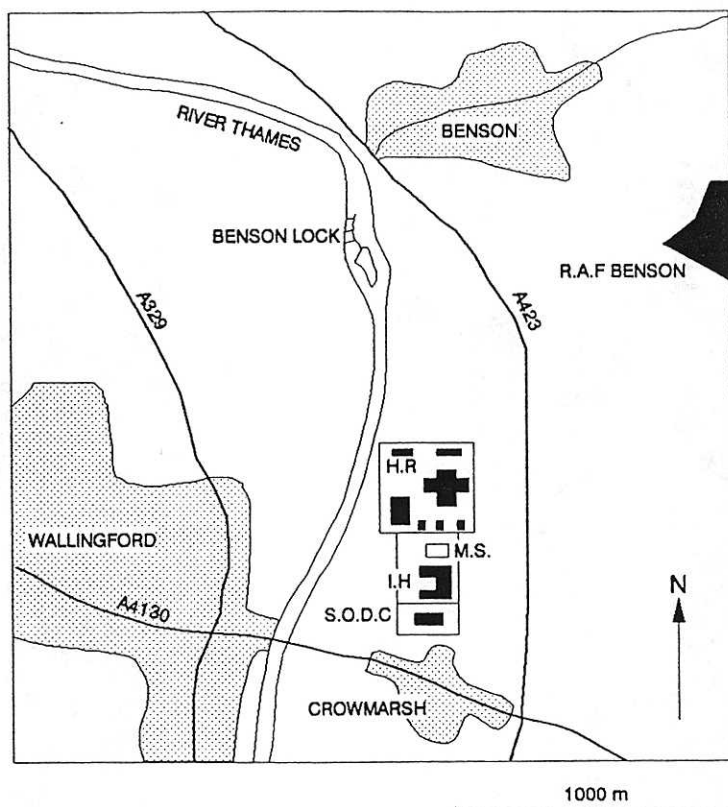 RIVER THAMES
BENSON
BENSON LOCK
R.A.F BENSON
A329
A423
H.R
WALLINGFORD
M.S.
I.H
N
A4130
S.O.D.C
CROWMARSH
1000 m